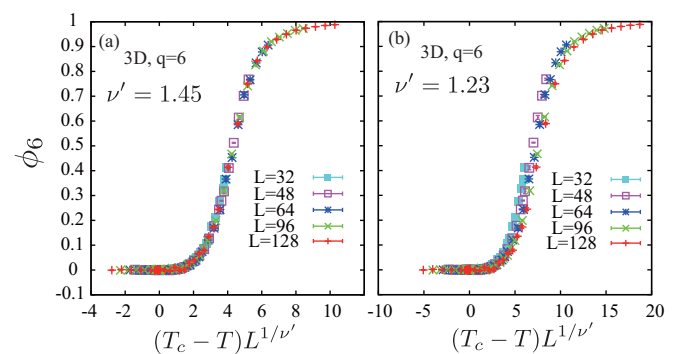 (a)
3D, q=6
ν′ = 1.45
ϕ6
1
0.9
0.8
0.7
0.6
0.5
0.4
0.3
0.2
0.1
0
-0.1
L=32
L=48
L=64
L=96
L=128
-4 -2 0 2 4 6 8 10 12
(Tc − T)L^{1/ν′}
(b)
3D, q=6
ν′ = 1.23
L=32
L=48
L=64
L=96
L=128
-10 -5 0 5 10 15 20
(Tc − T)L^{1/ν′}